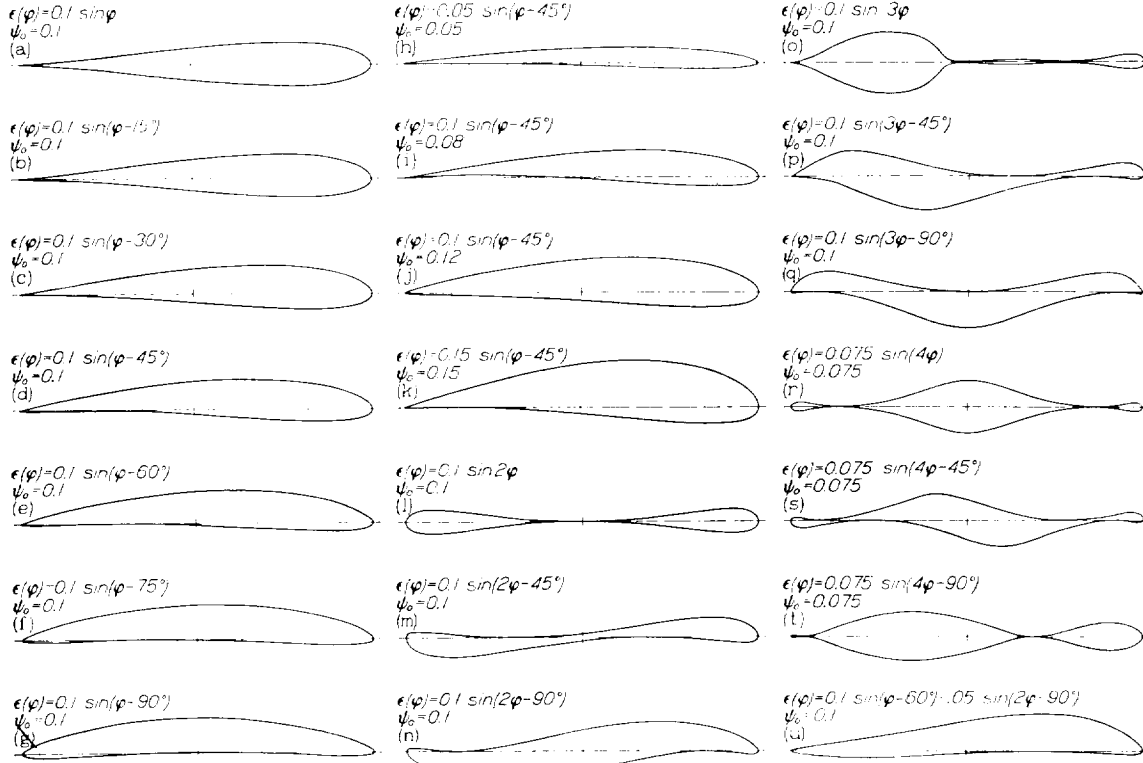 ϵ(φ)=0.1 sinφ
ψ₀=0.1
(a)
ϵ(φ)=0.1 sin(φ-15°)
ψ₀=0.1
(b)
ϵ(φ)=0.1 sin(φ-30°)
ψ₀=0.1
(c)
ϵ(φ)=0.1 sin(φ-45°)
ψ₀=0.1
(d)
ϵ(φ)=0.1 sin(φ-60°)
ψ₀=0.1
(e)
ϵ(φ)=0.1 sin(φ-75°)
ψ₀=0.1
(f)
ϵ(φ)=0.1 sin(φ-90°)
ψ₀=0.1
(g)
ϵ(φ)=0.05 sin(φ-45°)
ψ₀=0.05
(h)
ϵ(φ)=0.1 sin(φ-45°)
ψ₀=0.08
(i)
ϵ(φ)=0.1 sin(φ-45°)
ψ₀=0.12
(j)
ϵ(φ)=0.15 sin(φ-45°)
ψ₀=0.15
(k)
ϵ(φ)=0.1 sin2φ
ψ₀=0.1
(l)
ϵ(φ)=0.1 sin(2φ-45°)
ψ₀=0.1
(m)
ϵ(φ)=0.1 sin(2φ-90°)
ψ₀=0.1
(n)
ϵ(φ)=0.1 sin 3φ
ψ₀=0.1
(o)
ϵ(φ)=0.1 sin(3φ-45°)
ψ₀=0.1
(p)
ϵ(φ)=0.1 sin(3φ-90°)
ψ₀=0.1
(q)
ϵ(φ)=0.075 sin(4φ)
ψ₀=0.075
(r)
ϵ(φ)=0.075 sin(4φ-45°)
ψ₀=0.075
(s)
ϵ(φ)=0.075 sin(4φ-90°)
ψ₀=0.075
(t)
ϵ(φ)=0.1 sin(φ-60°)-.05 sin(2φ-90°)
ψ₀=0.1
(u)